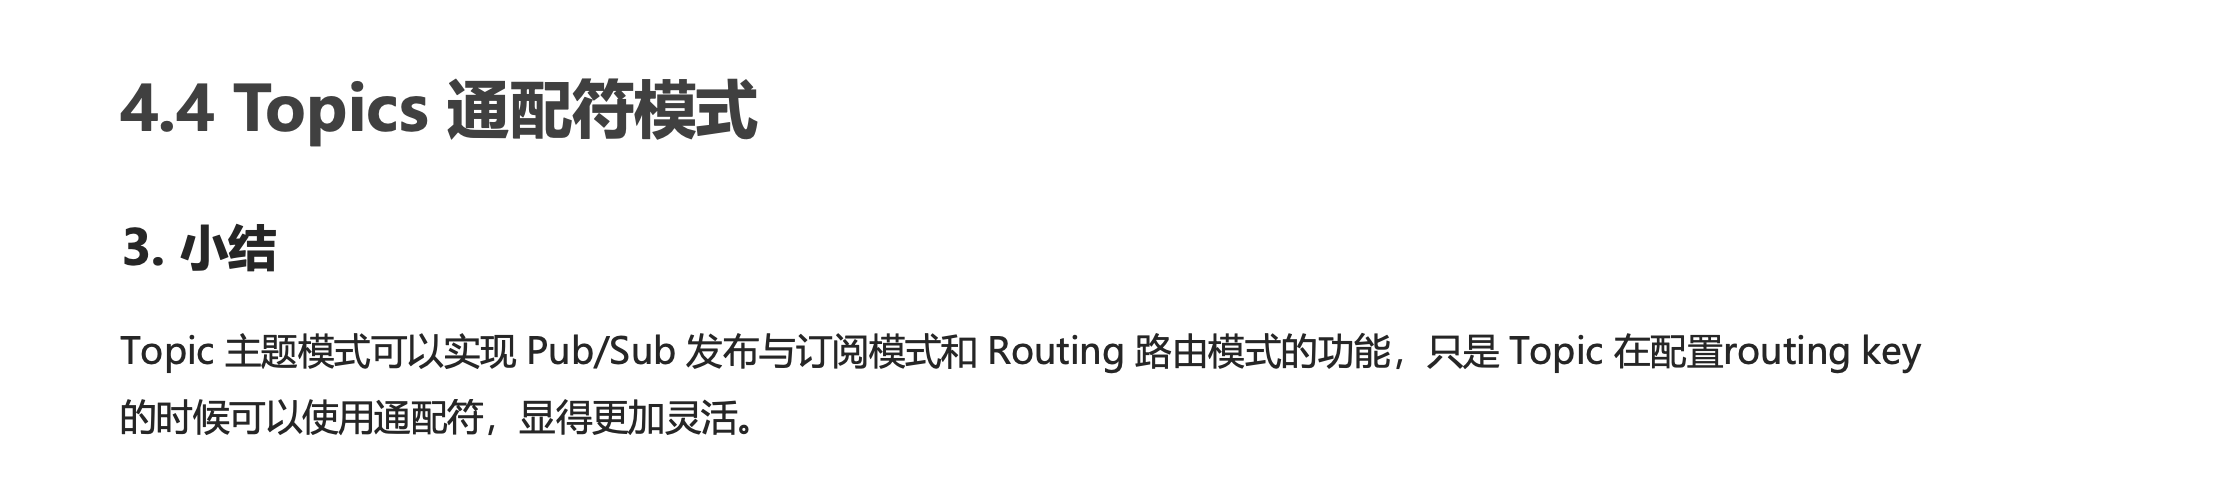 4.4 Topics 通配符模式
3. 小结
Topic 主题模式可以实现 Pub/Sub 发布与订阅模式和 Routing 路由模式的功能，只是 Topic 在配置routing key
的时候可以使用通配符，显得更加灵活。